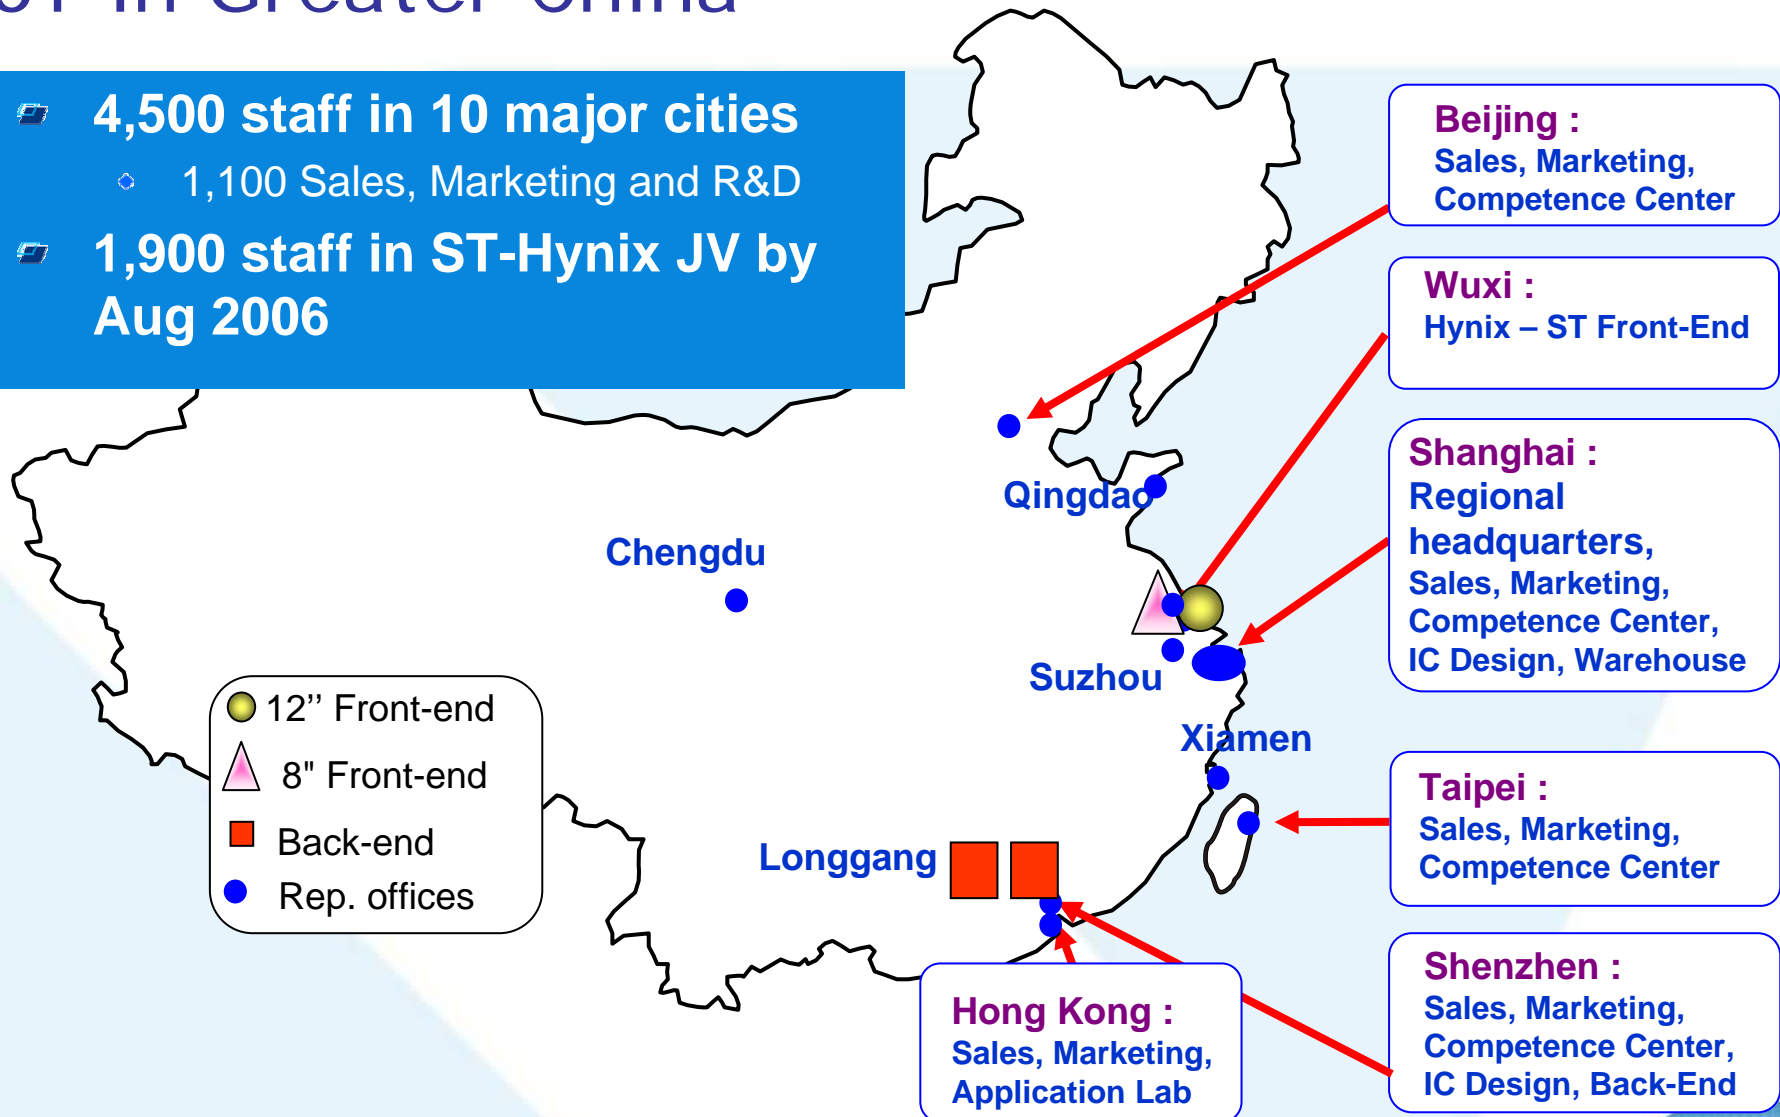 ST in Greater China
4,500 staff in 10 major cities
1,100 Sales, Marketing and R&D
1,900 staff in ST-Hynix JV by
Aug 2006
Beijing :
Sales, Marketing,
Competence Center
Wuxi :
Hynix – ST Front-End
Shanghai :
Regional
headquarters,
Sales, Marketing,
Competence Center,
IC Design, Warehouse
Qingdao
Chengdu
Suzhou
Xiamen
12’’ Front-end
8" Front-end
Back-end
Rep. offices
Longgang
Taipei :
Sales, Marketing,
Competence Center
Hong Kong :
Sales, Marketing,
Application Lab
Shenzhen :
Sales, Marketing,
Competence Center,
IC Design, Back-End